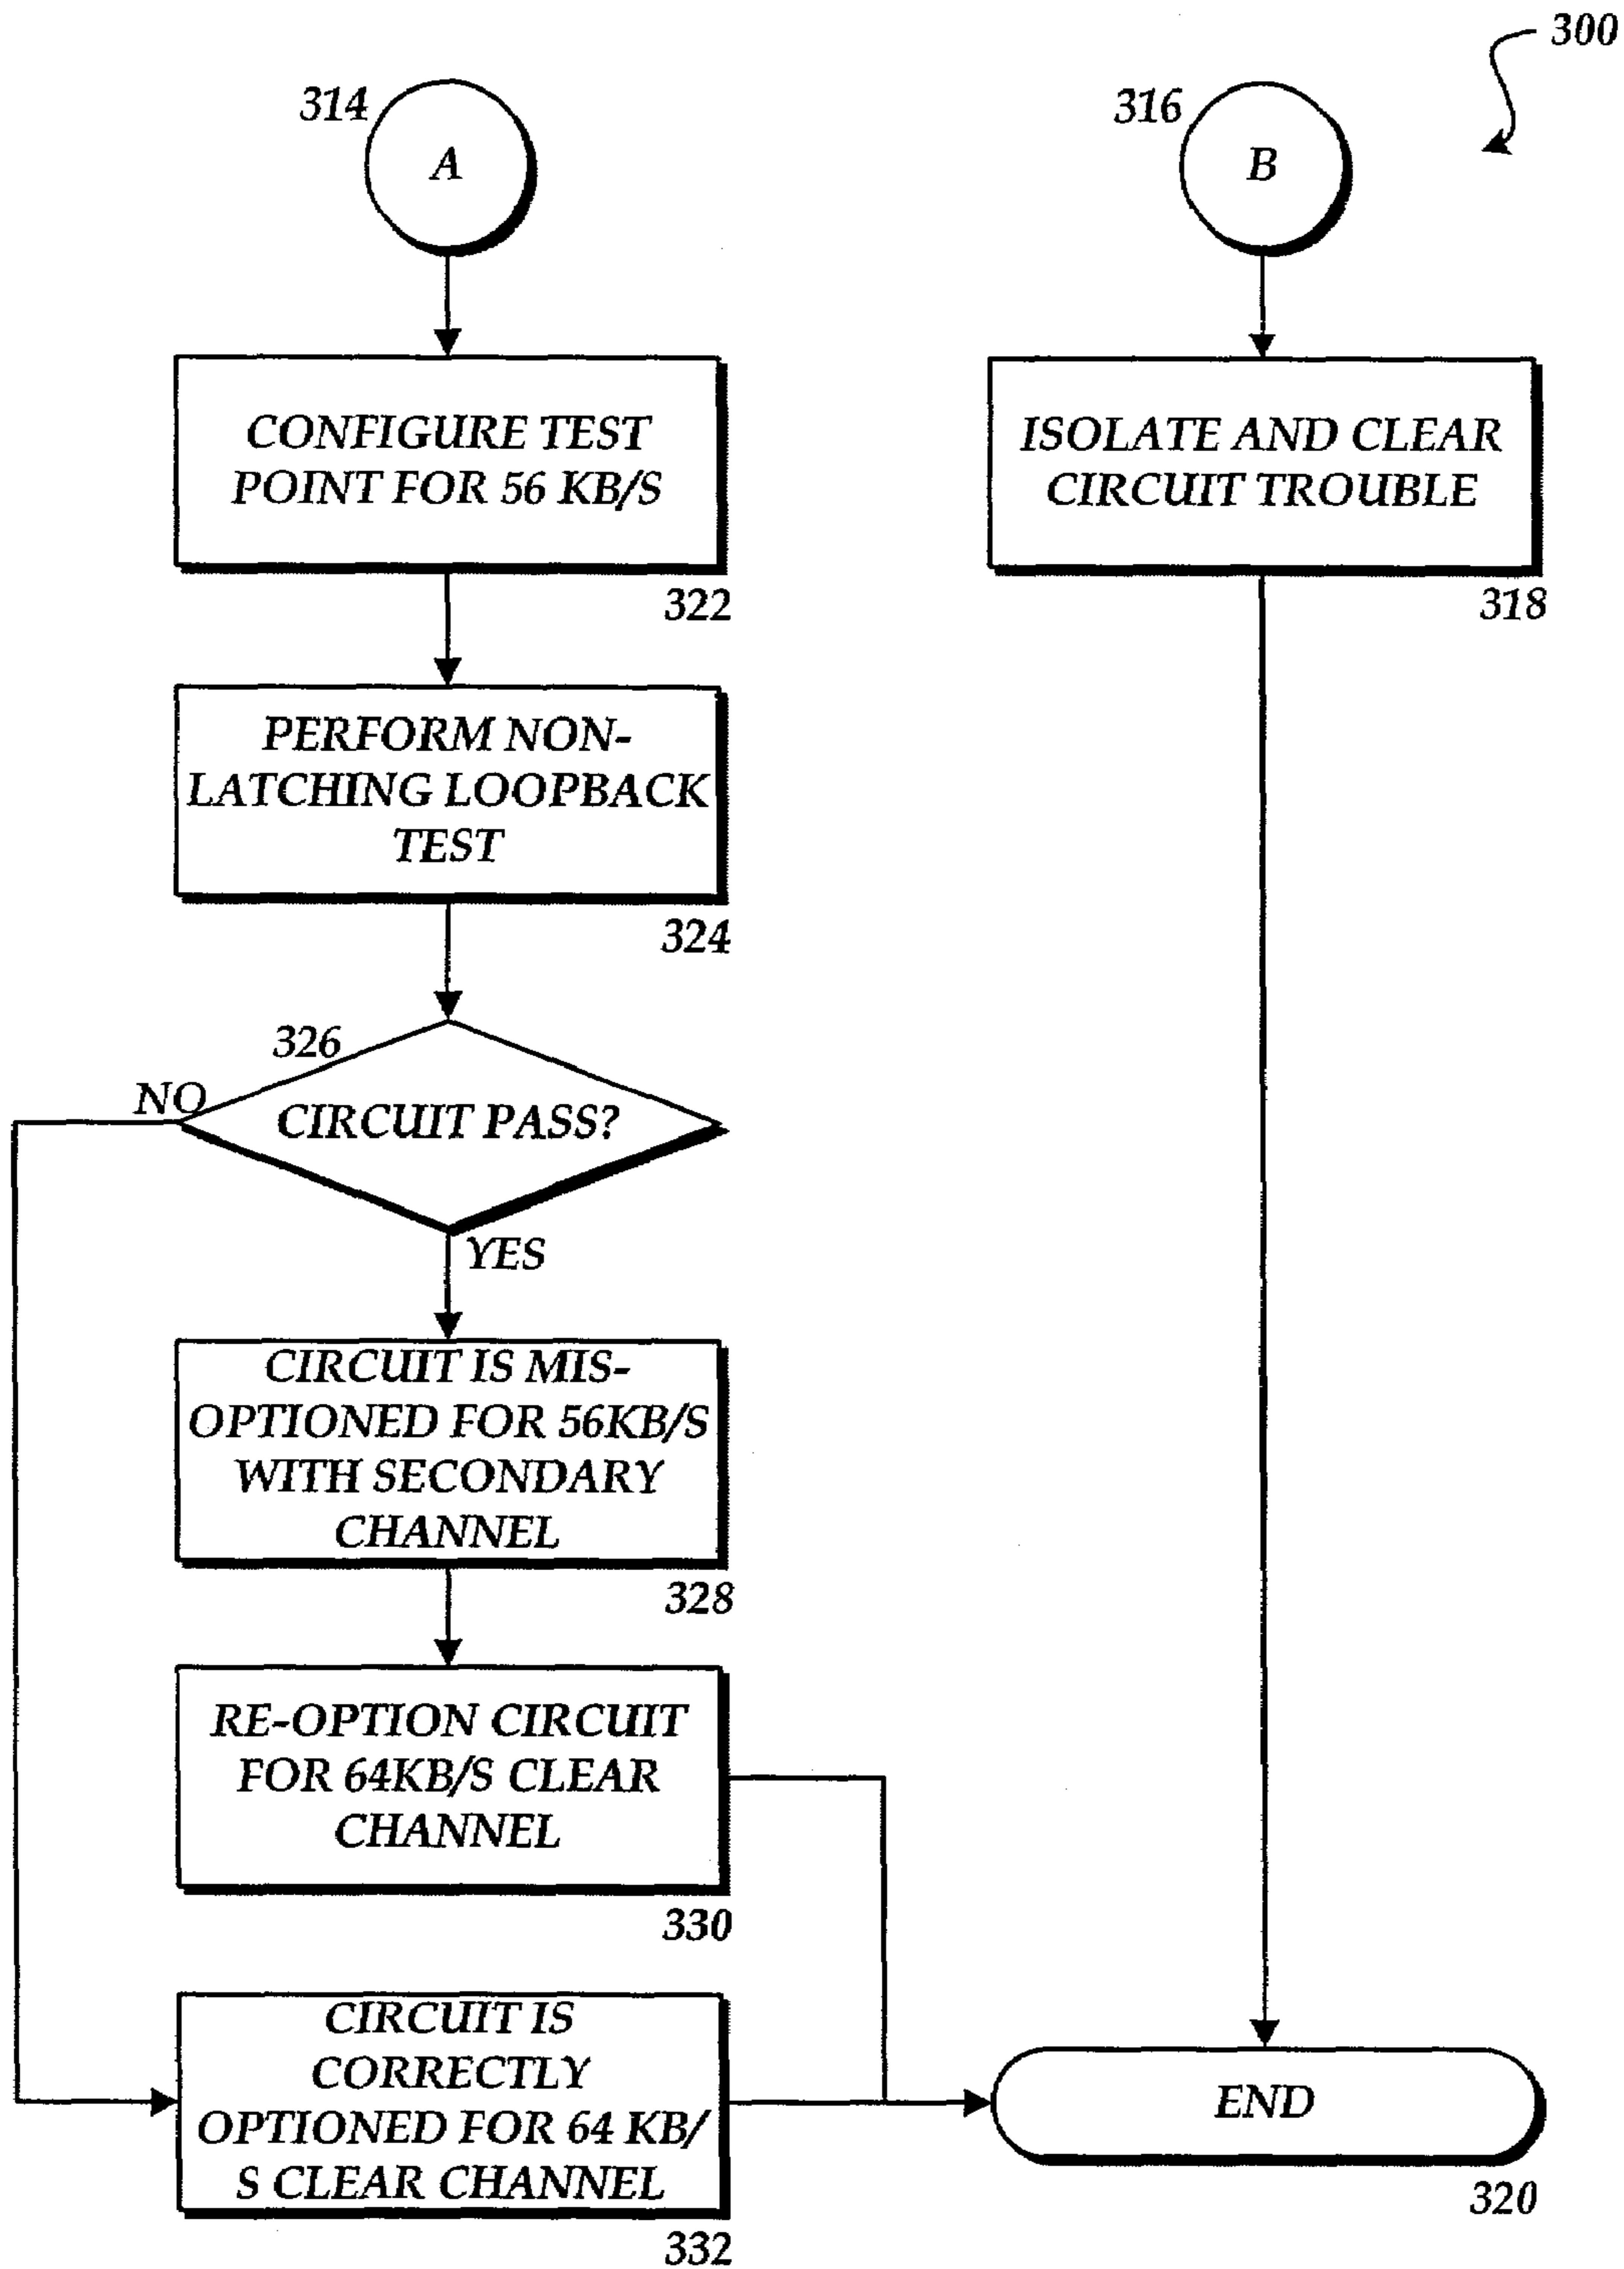 300
314
A
316
B
CONFIGURE TEST
POINT FOR 56 KB/S
322
ISOLATE AND CLEAR
CIRCUIT TROUBLE
318
PERFORM NON-
LATCHING LOOPBACK
TEST
324
326
NO
CIRCUIT PASS?
YES
CIRCUIT IS MIS-
OPTIONED FOR 56KB/S
WITH SECONDARY
CHANNEL
328
RE-OPTION CIRCUIT
FOR 64KB/S CLEAR
CHANNEL
330
CIRCUIT IS
CORRECTLY
OPTIONED FOR 64 KB/
S CLEAR CHANNEL
332
END
320